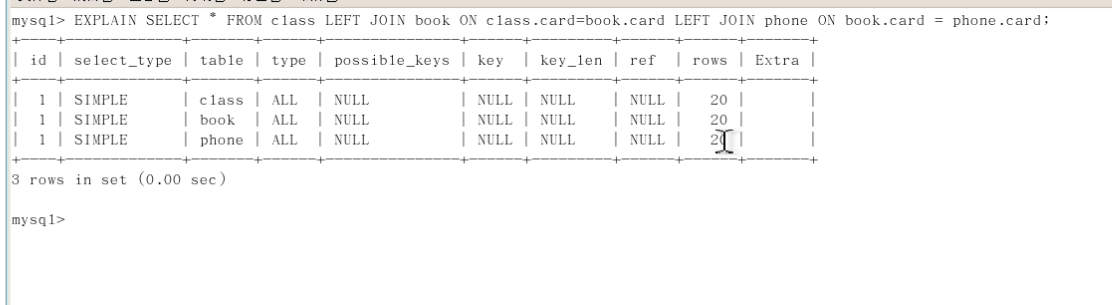 mysql> EXPLAIN SELECT * FROM class LEFT JOIN book ON class.card=book.card LEFT JOIN phone ON book.card = phone.card;
+----+-------------+-------+------+---------------+------+---------+------+------+-------+
| id | select_type | table | type | possible_keys | key | key_len | ref | rows | Extra |
+----+-------------+-------+------+---------------+------+---------+------+------+-------+
| 1 | SIMPLE | class | ALL | NULL | NULL | NULL | NULL | 20 | |
| 1 | SIMPLE | book | ALL | NULL | NULL | NULL | NULL | 20 | |
| 1 | SIMPLE | phone | ALL | NULL | NULL | NULL | NULL | 20 | |
+----+-------------+-------+------+---------------+------+---------+------+------+-------+
3 rows in set (0.00 sec)
mysql>